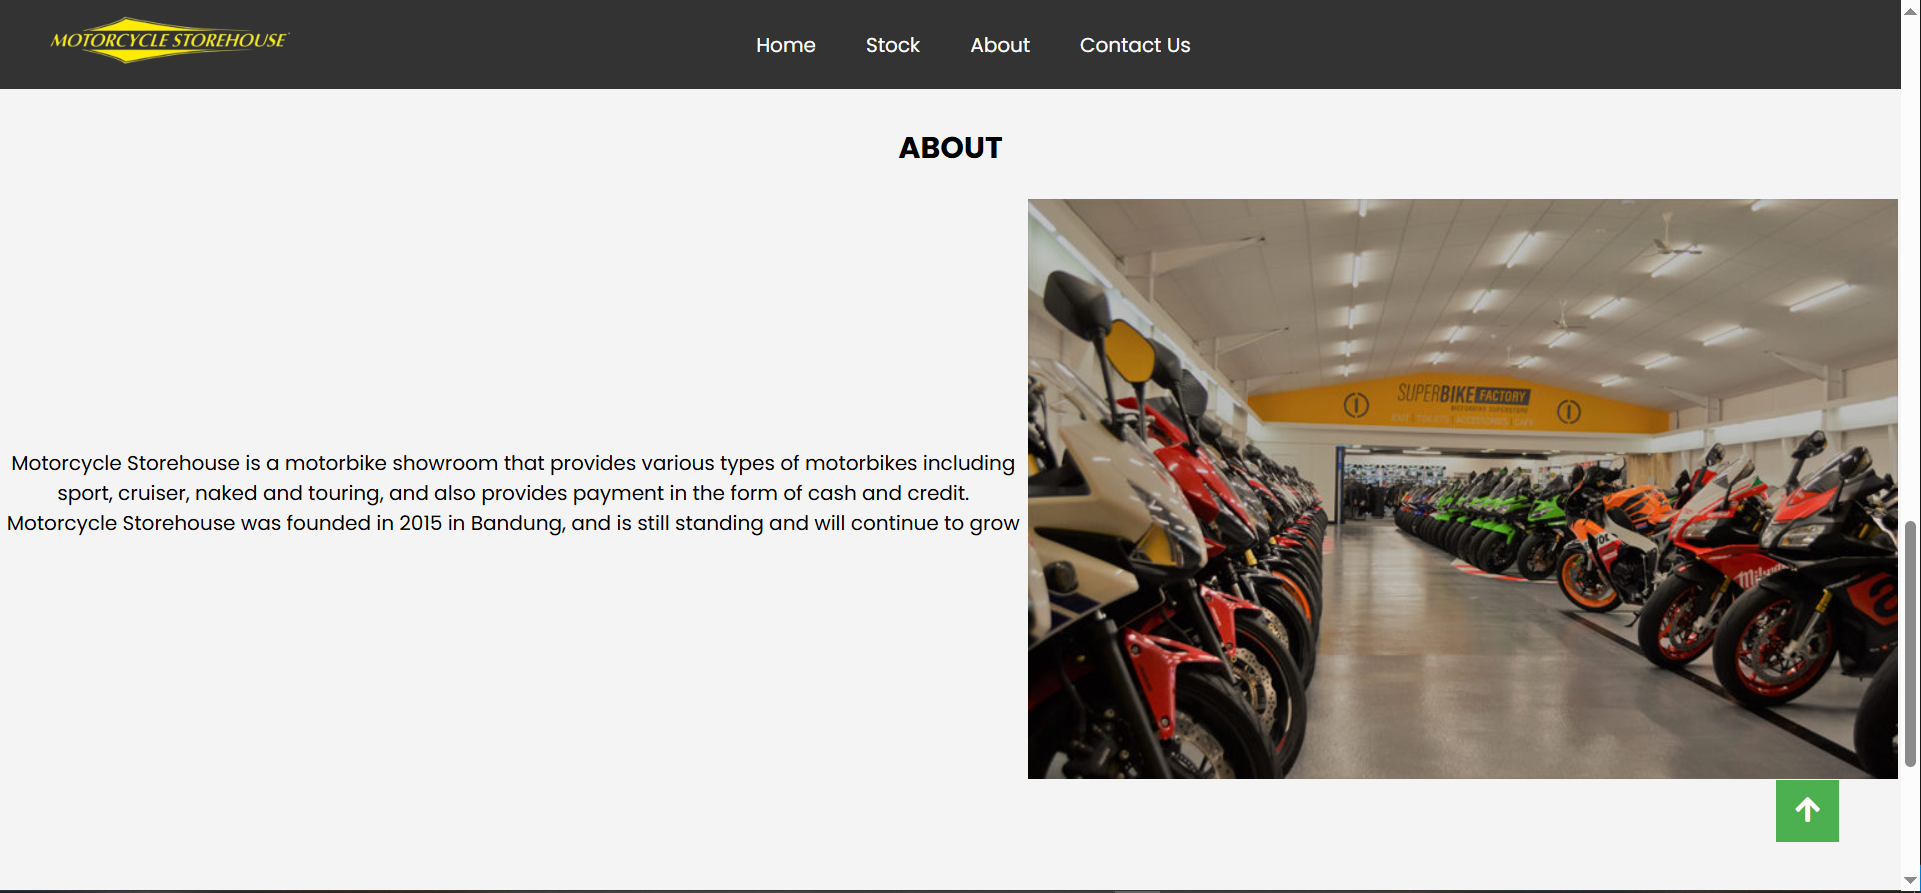 MOTORCYCLE STOREHOUSE
Home Stock About Contact Us
ABOUT
Motorcycle Storehouse is a motorbike showroom that provides various types of motorbikes including
sport, cruiser, naked and touring, and also provides payment in the form of cash and credit.
Motorcycle Storehouse was founded in 2015 in Bandung, and is still standing and will continue to grow
SUPERBIKE FACTORY
MOTORBIKE SUPERSTORE